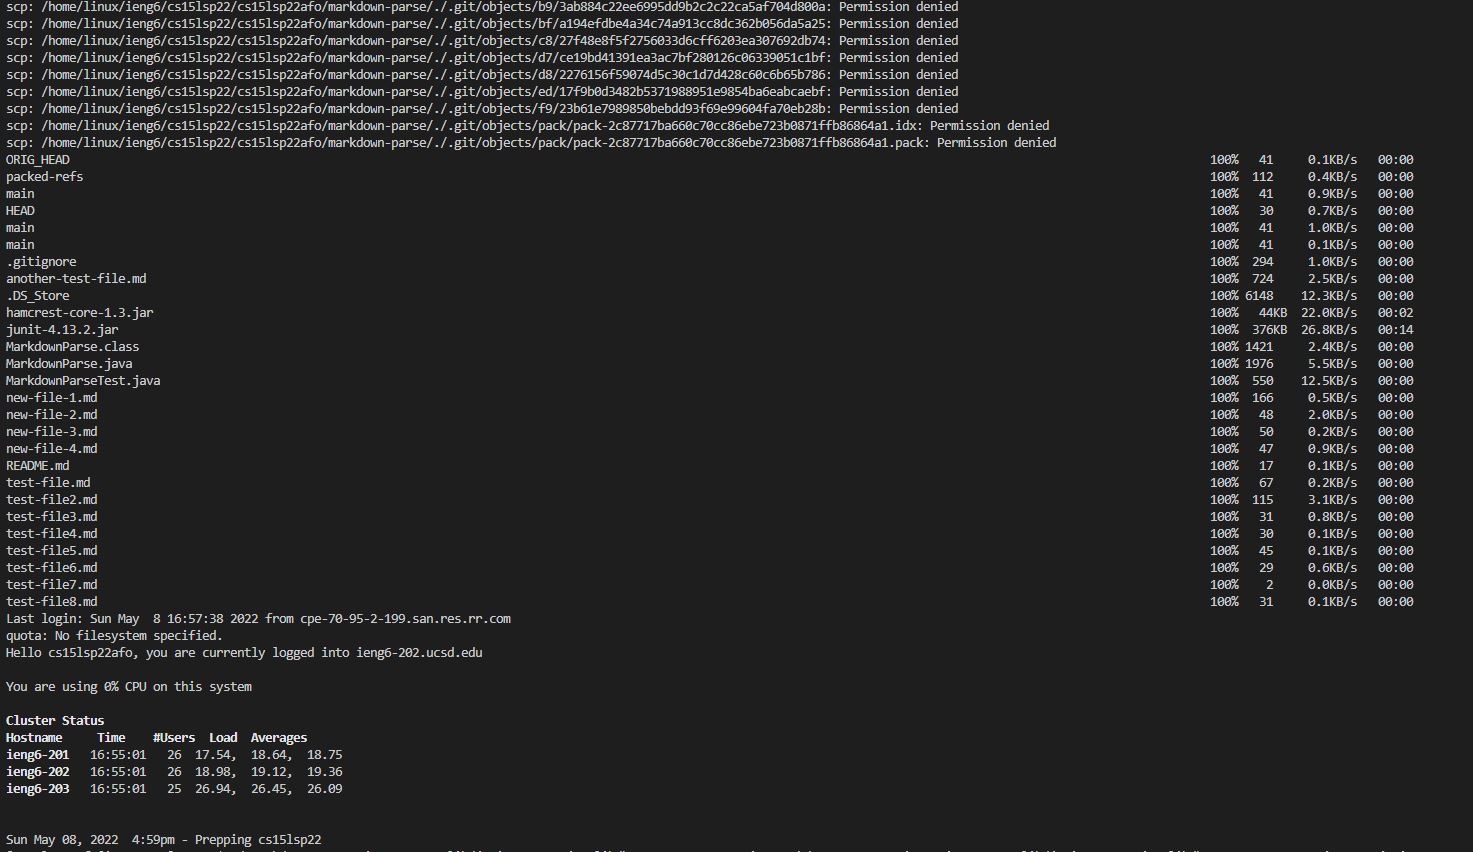 scp: /home/linux/ieng6/cs15lsp22/cs15lsp22afo/markdown-parse/./.git/objects/b9/3ab884c22ee6995dd9b2c2c22ca5af704d800a: Permission denied
scp: /home/linux/ieng6/cs15lsp22/cs15lsp22afo/markdown-parse/./.git/objects/bf/a194efdbe4a34c74a913cc8dc362b056da5a25: Permission denied
scp: /home/linux/ieng6/cs15lsp22/cs15lsp22afo/markdown-parse/./.git/objects/c8/27f48e8f5f2756033d6cff6203ea307692db74: Permission denied
scp: /home/linux/ieng6/cs15lsp22/cs15lsp22afo/markdown-parse/./.git/objects/d7/ce19bd41391ea3ac7bf280126c06339051c1bf: Permission denied
scp: /home/linux/ieng6/cs15lsp22/cs15lsp22afo/markdown-parse/./.git/objects/d8/2276156f59074d5c30c1d7d428c60c6b65b786: Permission denied
scp: /home/linux/ieng6/cs15lsp22/cs15lsp22afo/markdown-parse/./.git/objects/ed/17f9b0d3482b5371988951e9854ba6eabcaebf: Permission denied
scp: /home/linux/ieng6/cs15lsp22/cs15lsp22afo/markdown-parse/./.git/objects/f9/23b61e7989850bebdd93f69e99604fa70eb28b: Permission denied
scp: /home/linux/ieng6/cs15lsp22/cs15lsp22afo/markdown-parse/./.git/objects/pack/pack-2c87717ba660c70cc86ebe723b0871ffb86864a1.idx: Permission denied
scp: /home/linux/ieng6/cs15lsp22/cs15lsp22afo/markdown-parse/./.git/objects/pack/pack-2c87717ba660c70cc86ebe723b0871ffb86864a1.pack: Permission denied
ORIG_HEAD 100% 41 0.1KB/s 00:00
packed-refs 100% 112 0.4KB/s 00:00
main 100% 41 0.9KB/s 00:00
HEAD 100% 30 0.7KB/s 00:00
main 100% 41 1.0KB/s 00:00
main 100% 41 0.1KB/s 00:00
.gitignore 100% 294 1.0KB/s 00:00
another-test-file.md 100% 724 2.5KB/s 00:00
.DS_Store 100% 6148 12.3KB/s 00:00
hamcrest-core-1.3.jar 100% 44KB 22.0KB/s 00:02
junit-4.13.2.jar 100% 376KB 26.8KB/s 00:14
MarkdownParse.class 100% 1421 2.4KB/s 00:00
MarkdownParse.java 100% 1976 5.5KB/s 00:00
MarkdownParseTest.java 100% 550 12.5KB/s 00:00
new-file-1.md 100% 166 0.5KB/s 00:00
new-file-2.md 100% 48 2.0KB/s 00:00
new-file-3.md 100% 50 0.2KB/s 00:00
new-file-4.md 100% 47 0.9KB/s 00:00
README.md 100% 17 0.1KB/s 00:00
test-file.md 100% 67 0.2KB/s 00:00
test-file2.md 100% 115 3.1KB/s 00:00
test-file3.md 100% 31 0.8KB/s 00:00
test-file4.md 100% 30 0.1KB/s 00:00
test-file5.md 100% 45 0.1KB/s 00:00
test-file6.md 100% 29 0.6KB/s 00:00
test-file7.md 100% 2 0.0KB/s 00:00
test-file8.md 100% 31 0.1KB/s 00:00
Last login: Sun May  8 16:57:38 2022 from cpe-70-95-2-199.san.res.rr.com
quota: No filesystem specified.
Hello cs15lsp22afo, you are currently logged into ieng6-202.ucsd.edu
You are using 0% CPU on this system
Cluster Status
Hostname Time #Users Load Averages
ieng6-201 16:55:01 26 17.54, 18.64, 18.75
ieng6-202 16:55:01 26 18.98, 19.12, 19.36
ieng6-203 16:55:01 25 26.94, 26.45, 26.09
Sun May 08, 2022  4:59pm - Prepping cs15lsp22